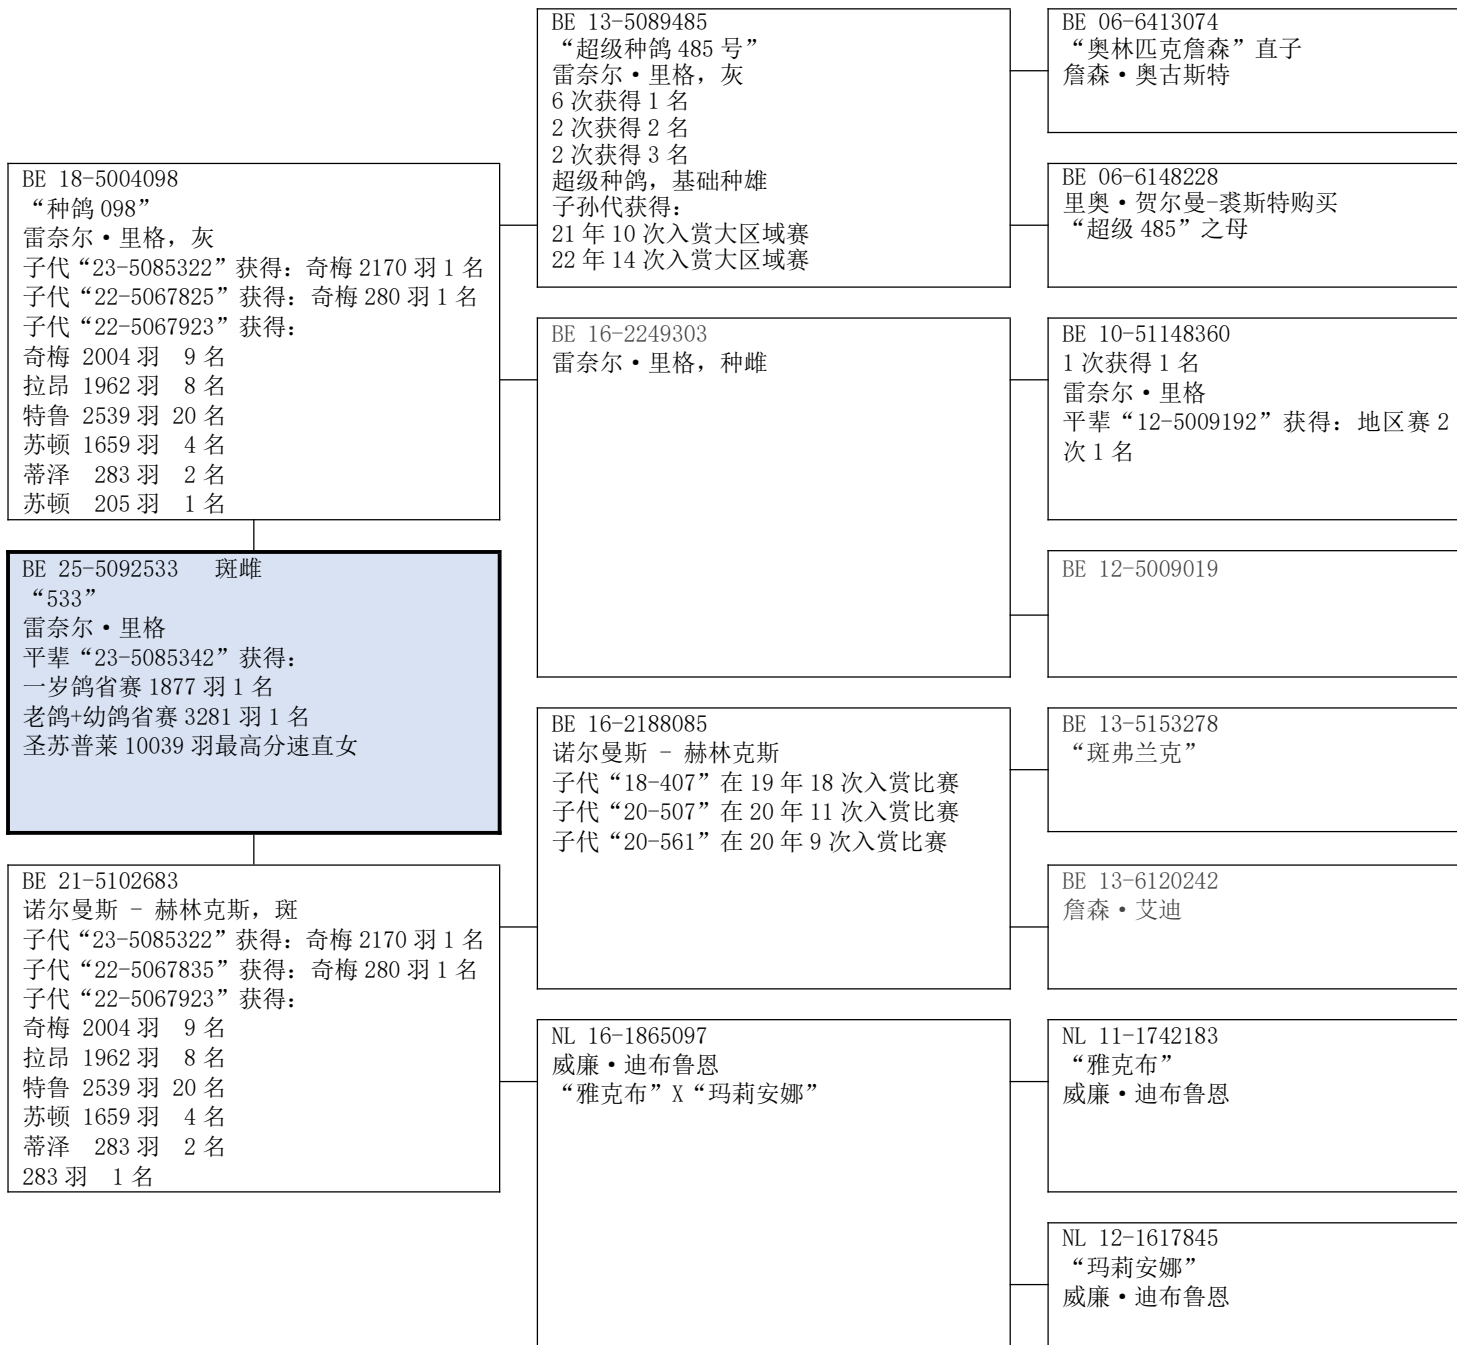 BE 18-5004098
“种鸽 098”
雷奈尔·里格，灰
子代“23-5085322”获得：奇梅 2170 羽 1 名
子代“22-5067825”获得：奇梅 280 羽 1 名
子代“22-5067923”获得：
奇梅 2004 羽 9 名
拉昂 1962 羽 8 名
特鲁 2539 羽 20 名
苏顿 1659 羽 4 名
蒂泽 283 羽 2 名
苏顿 205 羽 1 名
BE 25-5092533 斑雌
“533”
雷奈尔·里格
平辈“23-5085342”获得：
一岁鸽省赛 1877 羽 1 名
老鸽+幼鸽省赛 3281 羽 1 名
圣苏普莱 10039 羽最高分速直女
BE 21-5102683
诺尔曼斯 - 赫林克斯，斑
子代“23-5085322”获得：奇梅 2170 羽 1 名
子代“22-5067835”获得：奇梅 280 羽 1 名
子代“22-5067923”获得：
奇梅 2004 羽 9 名
拉昂 1962 羽 8 名
特鲁 2539 羽 20 名
苏顿 1659 羽 4 名
蒂泽 283 羽 2 名
283 羽 1 名
BE 13-5089485
“超级种鸽 485 号”
雷奈尔·里格，灰
6 次获得 1 名
2 次获得 2 名
2 次获得 3 名
超级种鸽，基础种雄
子孙代获得：
21 年 10 次入赏大区域赛
22 年 14 次入赏大区域赛
BE 16-2249303
雷奈尔·里格，种雌
BE 16-2188085
诺尔曼斯 - 赫林克斯
子代“18-407”在 19 年 18 次入赏比赛
子代“20-507”在 20 年 11 次入赏比赛
子代“20-561”在 20 年 9 次入赏比赛
NL 16-1865097
威廉·迪布鲁恩
“雅克布”X“玛莉安娜”
BE 06-6413074
“奥林匹克詹森”直子
詹森·奥古斯特
BE 06-6148228
里奥·贺尔曼-裘斯特购买
“超级 485”之母
BE 10-51148360
1 次获得 1 名
雷奈尔·里格
平辈“12-5009192”获得：地区赛 2
次 1 名
BE 12-5009019
BE 13-5153278
“斑弗兰克”
BE 13-6120242
詹森·艾迪
NL 11-1742183
“雅克布”
威廉·迪布鲁恩
NL 12-1617845
“玛莉安娜”
威廉·迪布鲁恩